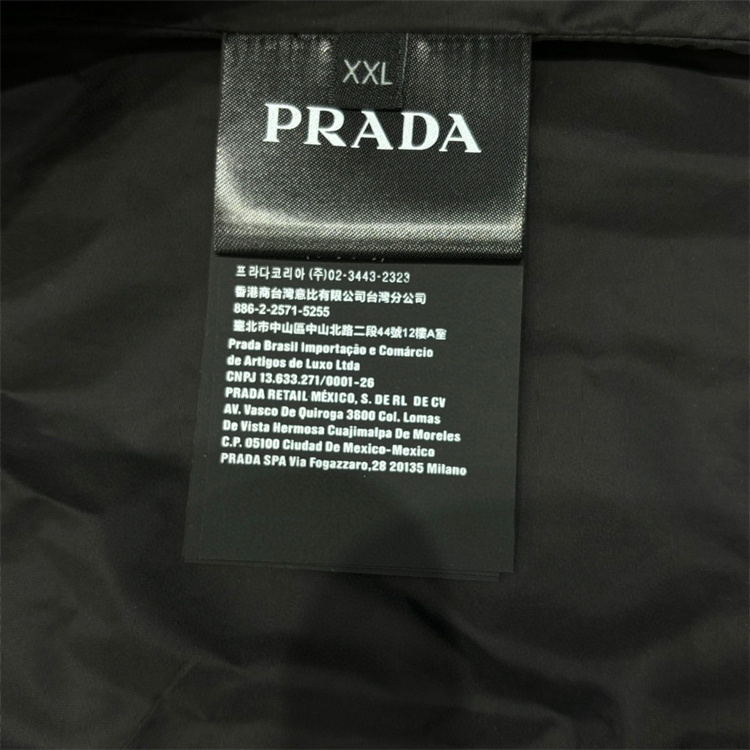 XXL
PRADA
프라다코리아 (주)02-3443-2323
香港商台灣意比有限公司台灣分公司
886-2-2571-5255
臺北市中山區中山北路二段44號12樓A室
Prada Brasil Importação e Comárcio
de Artigos de Luxo Ltda
CNPJ 13.633.271/0001-26
PRADA RETAIL MÉXICO, S. DE RL DE CV
AV. Vasco De Quiroga 3800 Col. Lomas
De Vista Hermosa Cuajimalpa De Moreles
C.P. 05100 Ciudad De Mexico-Mexico
PRADA SPA Via Fogazzaro,28 20135 Milano